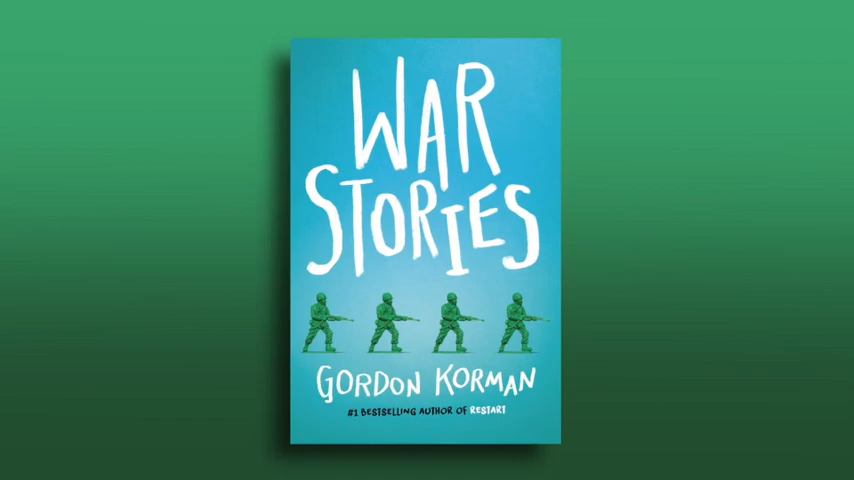 WAR
STORIES
GORDON KORMAN
#1 BESTSELLING AUTHOR OF RESTART